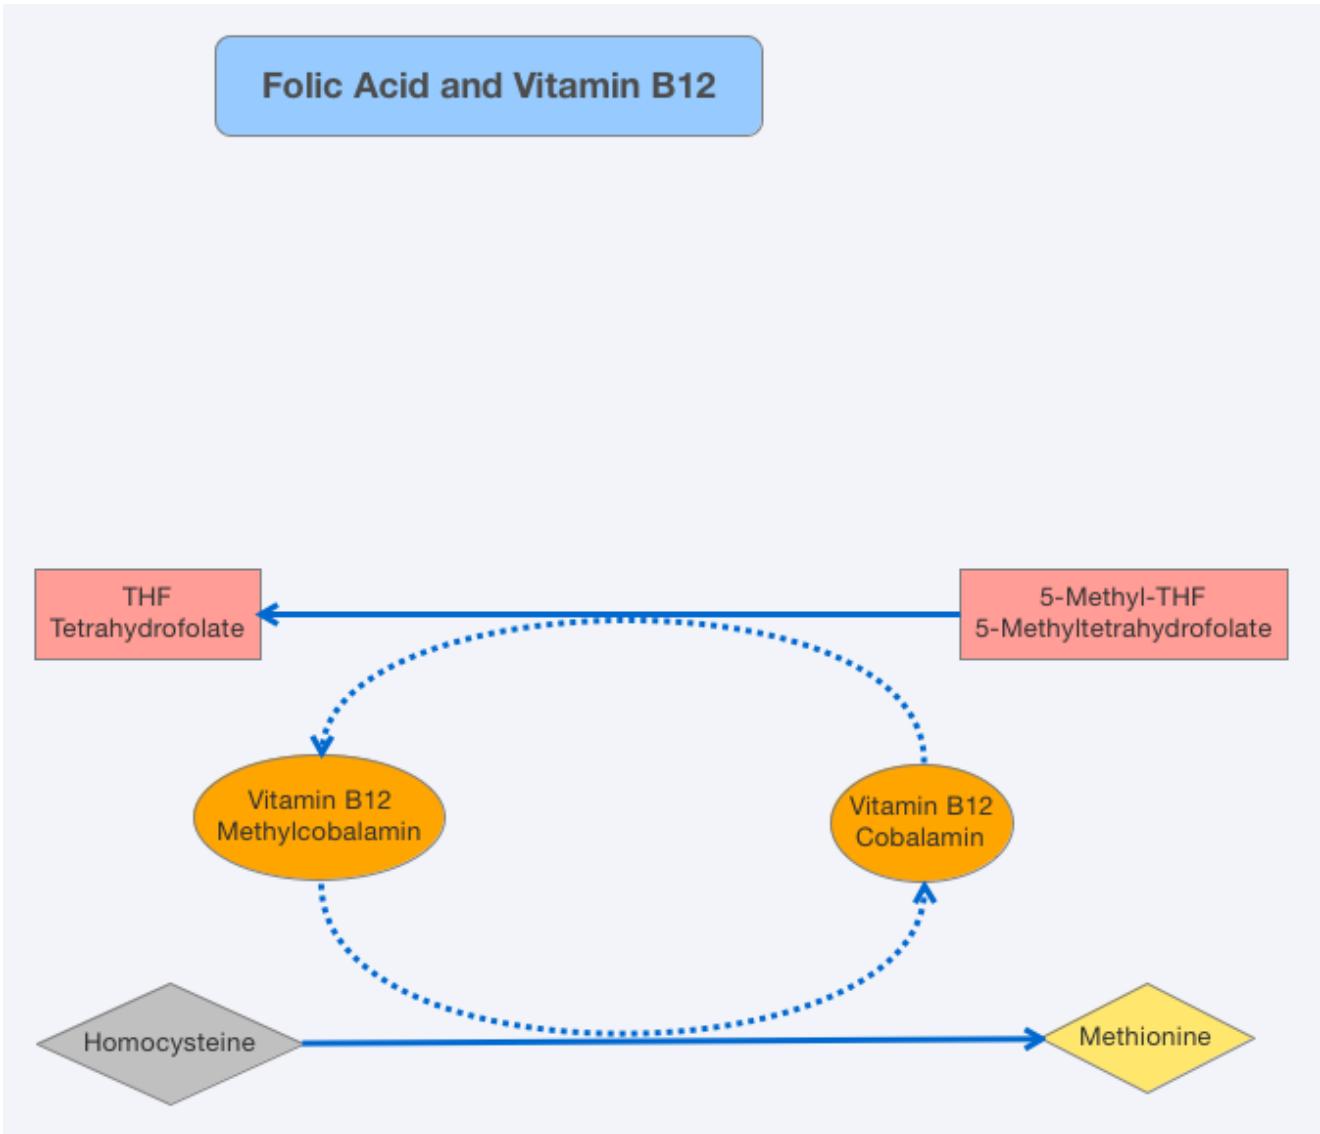 Folic Acid and Vitamin B12
THF
Tetrahydrofolate
5-Methyl-THF
5-Methyltetrahydrofolate
Vitamin B12
Methylcobalamin
Vitamin B12
Cobalamin
Homocysteine
Methionine